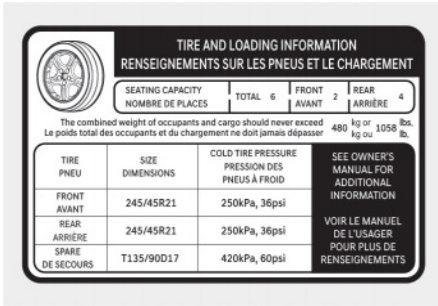 TIRE AND LOADING INFORMATION
RENSEIGNEMENTS SUR LES PNEUS ET LE CHARGEMENT
SEATING CAPACITY
NOMBRE DE PLACES
TOTAL 6
FRONT
AVANT
2
REAR
ARRIÈRE
4
The combined weight of occupants and cargo should never exceed
Le poids total des occupants et du chargement ne doit jamais dépasser
480
kg or
kg ou
1058
lbs.
lb.
TIRE
PNEU
SIZE
DIMENSIONS
COLD TIRE PRESSURE
PRESSION DES
PNEUS À FROID
FRONT
AVANT
245/45R21
250kPa, 36psi
REAR
ARRIÈRE
245/45R21
250kPa, 36psi
SPARE
DE SECOURS
T135/90D17
420kPa, 60psi
SEE OWNER'S
MANUAL FOR
ADDITIONAL
INFORMATION
VOIR LE MANUEL
DE L'USAGER
POUR PLUS DE
RENSEIGNEMENTS